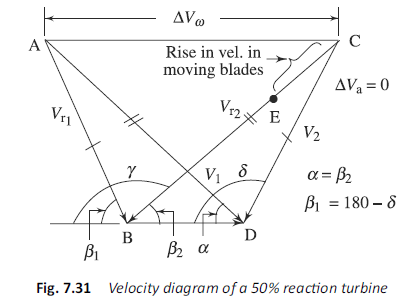 ΔVω
A
C
Rise in vel. in
moving blades
ΔVa = 0
Vr1
Vr2
E
V2
γ
V1
δ
α = β2
β1 = 180 – δ
B
D
β1
β2
α
Fig. 7.31 Velocity diagram of a 50% reaction turbine